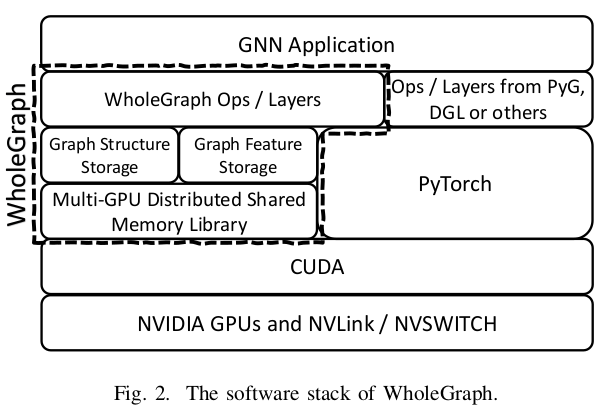 GNN Application
WholeGraph
WholeGraph Ops / Layers
Ops / Layers from PyG,
DGL or others
Graph Structure
Storage
Graph Feature
Storage
PyTorch
Multi-GPU Distributed Shared
Memory Library
CUDA
NVIDIA GPUs and NVLink / NVSWITCH
Fig. 2. The software stack of WholeGraph.